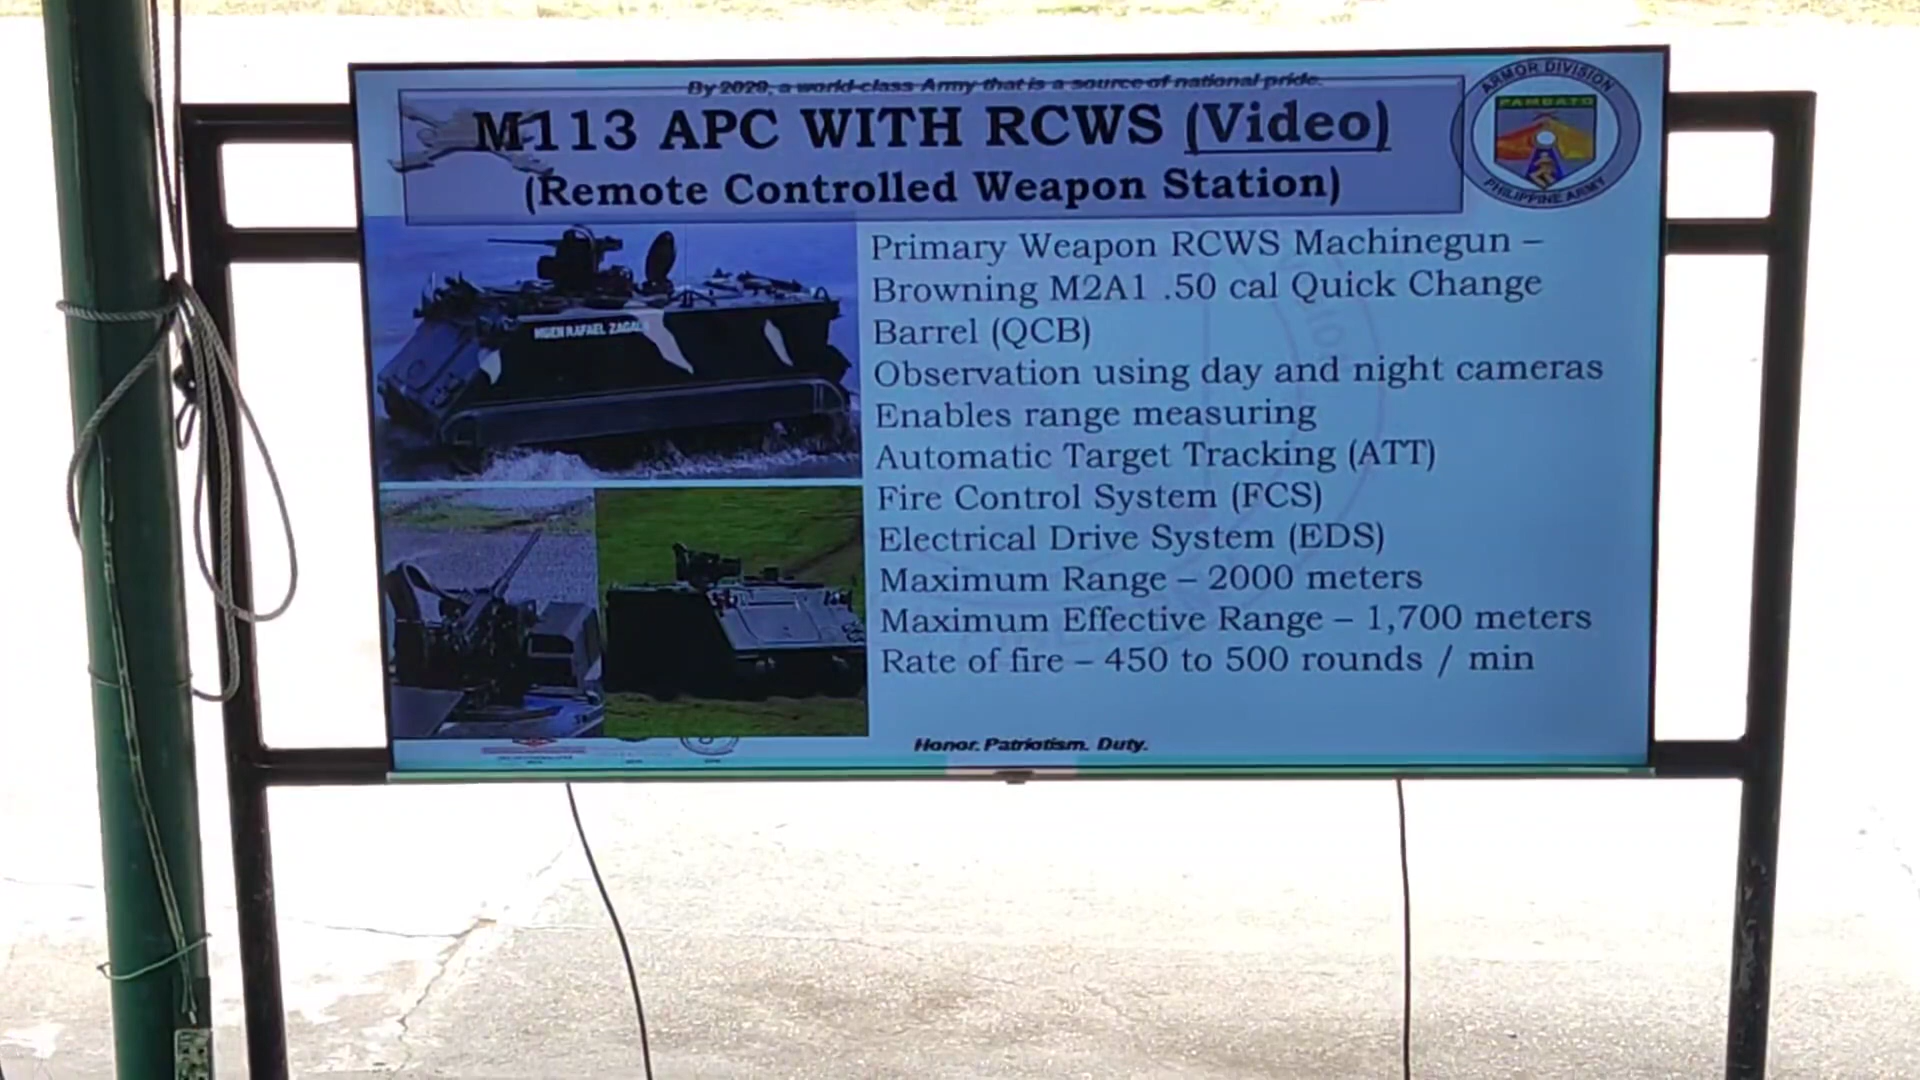 By 2028, a world-class Army that is a source of national pride.
M113 APC WITH RCWS (Video)
(Remote Controlled Weapon Station)
ARMOR DIVISION
PAMBATO
PHILIPPINE ARMY
MGEN RAFAEL ZAGALA
Primary Weapon RCWS Machinegun –
Browning M2A1 .50 cal Quick Change
Barrel (QCB)
Observation using day and night cameras
Enables range measuring
Automatic Target Tracking (ATT)
Fire Control System (FCS)
Electrical Drive System (EDS)
Maximum Range – 2000 meters
Maximum Effective Range – 1,700 meters
Rate of fire – 450 to 500 rounds / min
Honor. Patriotism. Duty.